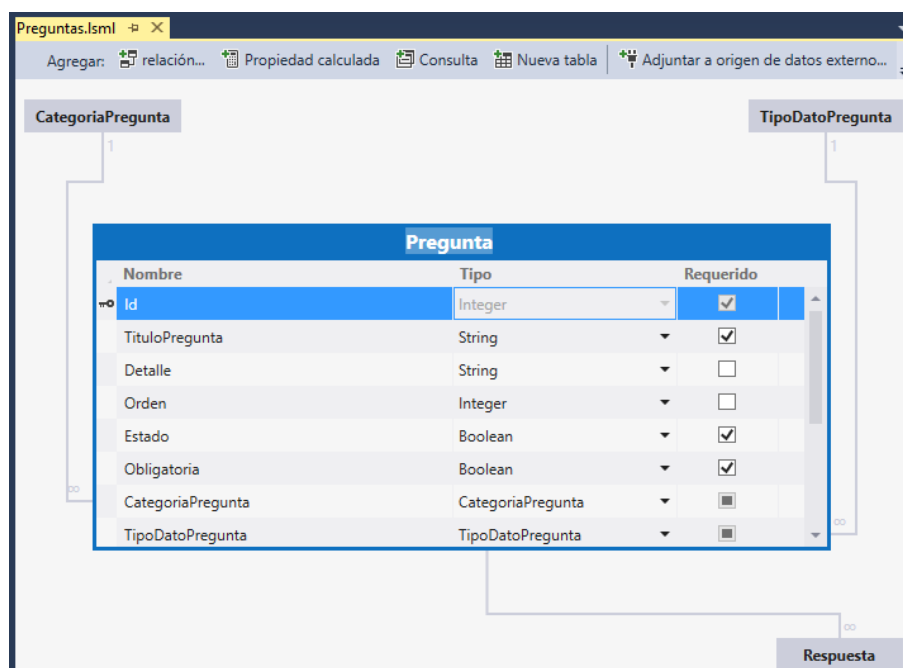 Preguntas.lsml
Agregar: relación... Propiedad calculada Consulta Nueva tabla Adjuntar a origen de datos externo...
CategoriaPregunta TipoDatoPregunta
1 1
Pregunta
Nombre Tipo Requerido
Id Integer
TituloPregunta String
Detalle String
Orden Integer
Estado Boolean
Obligatoria Boolean
∞ CategoriaPregunta CategoriaPregunta
TipoDatoPregunta TipoDatoPregunta ∞
∞
Respuesta